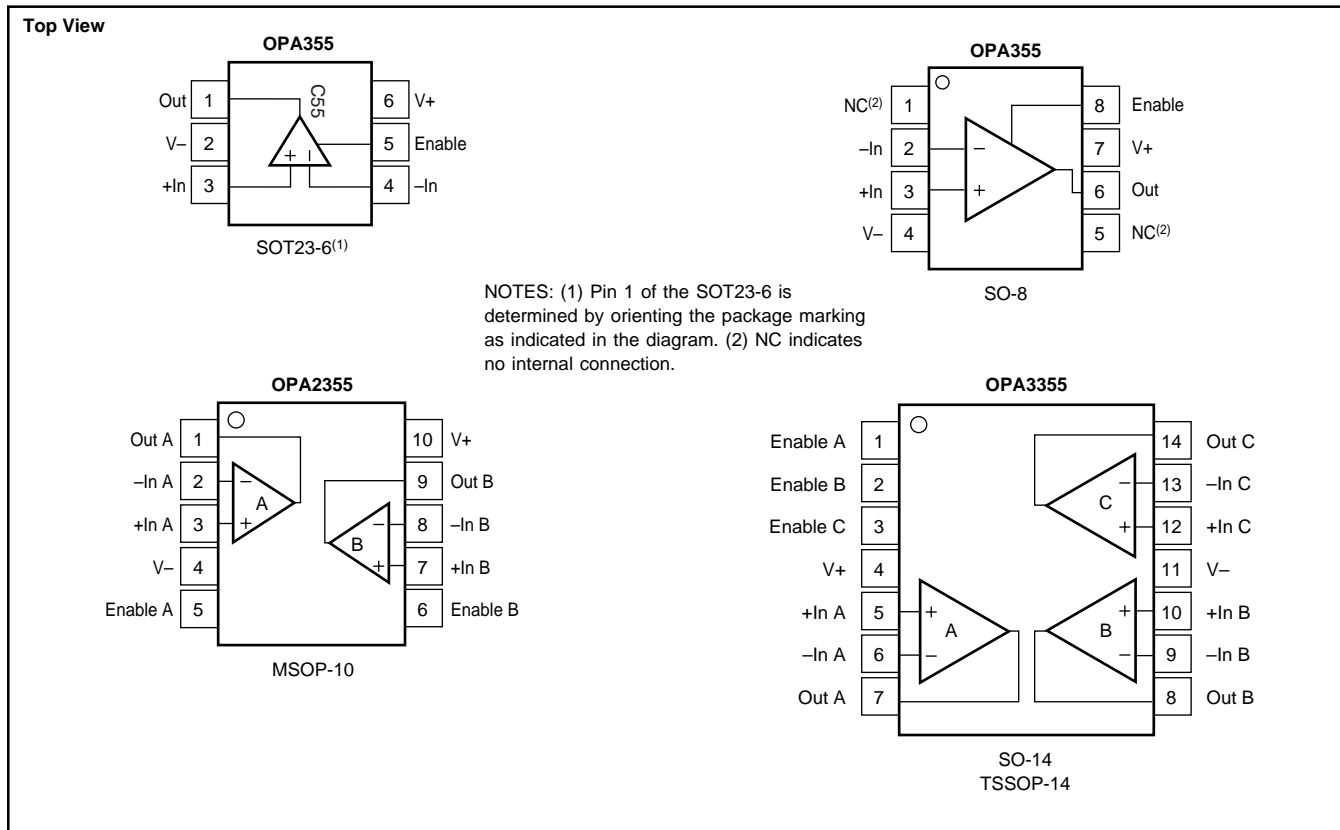 Top View
OPA355
Out 1
V– 2
+In 3
6 V+
5 Enable
4 –In
C55
+ –
SOT23-6(1)
OPA355
NC(2) 1
–In 2
+In 3
V– 4
8 Enable
7 V+
6 Out
5 NC(2)
–
+
SO-8
NOTES: (1) Pin 1 of the SOT23-6 is
determined by orienting the package marking
as indicated in the diagram. (2) NC indicates
no internal connection.
OPA2355
Out A 1
–In A 2
+In A 3
V– 4
Enable A 5
10 V+
9 Out B
8 –In B
7 +In B
6 Enable B
–
A
+
–
B
+
MSOP-10
OPA3355
Enable A 1
Enable B 2
Enable C 3
V+ 4
+In A 5
–In A 6
Out A 7
14 Out C
13 –In C
12 +In C
11 V–
10 +In B
9 –In B
8 Out B
–
C
+
+
A
–
+
B
–
SO-14
TSSOP-14